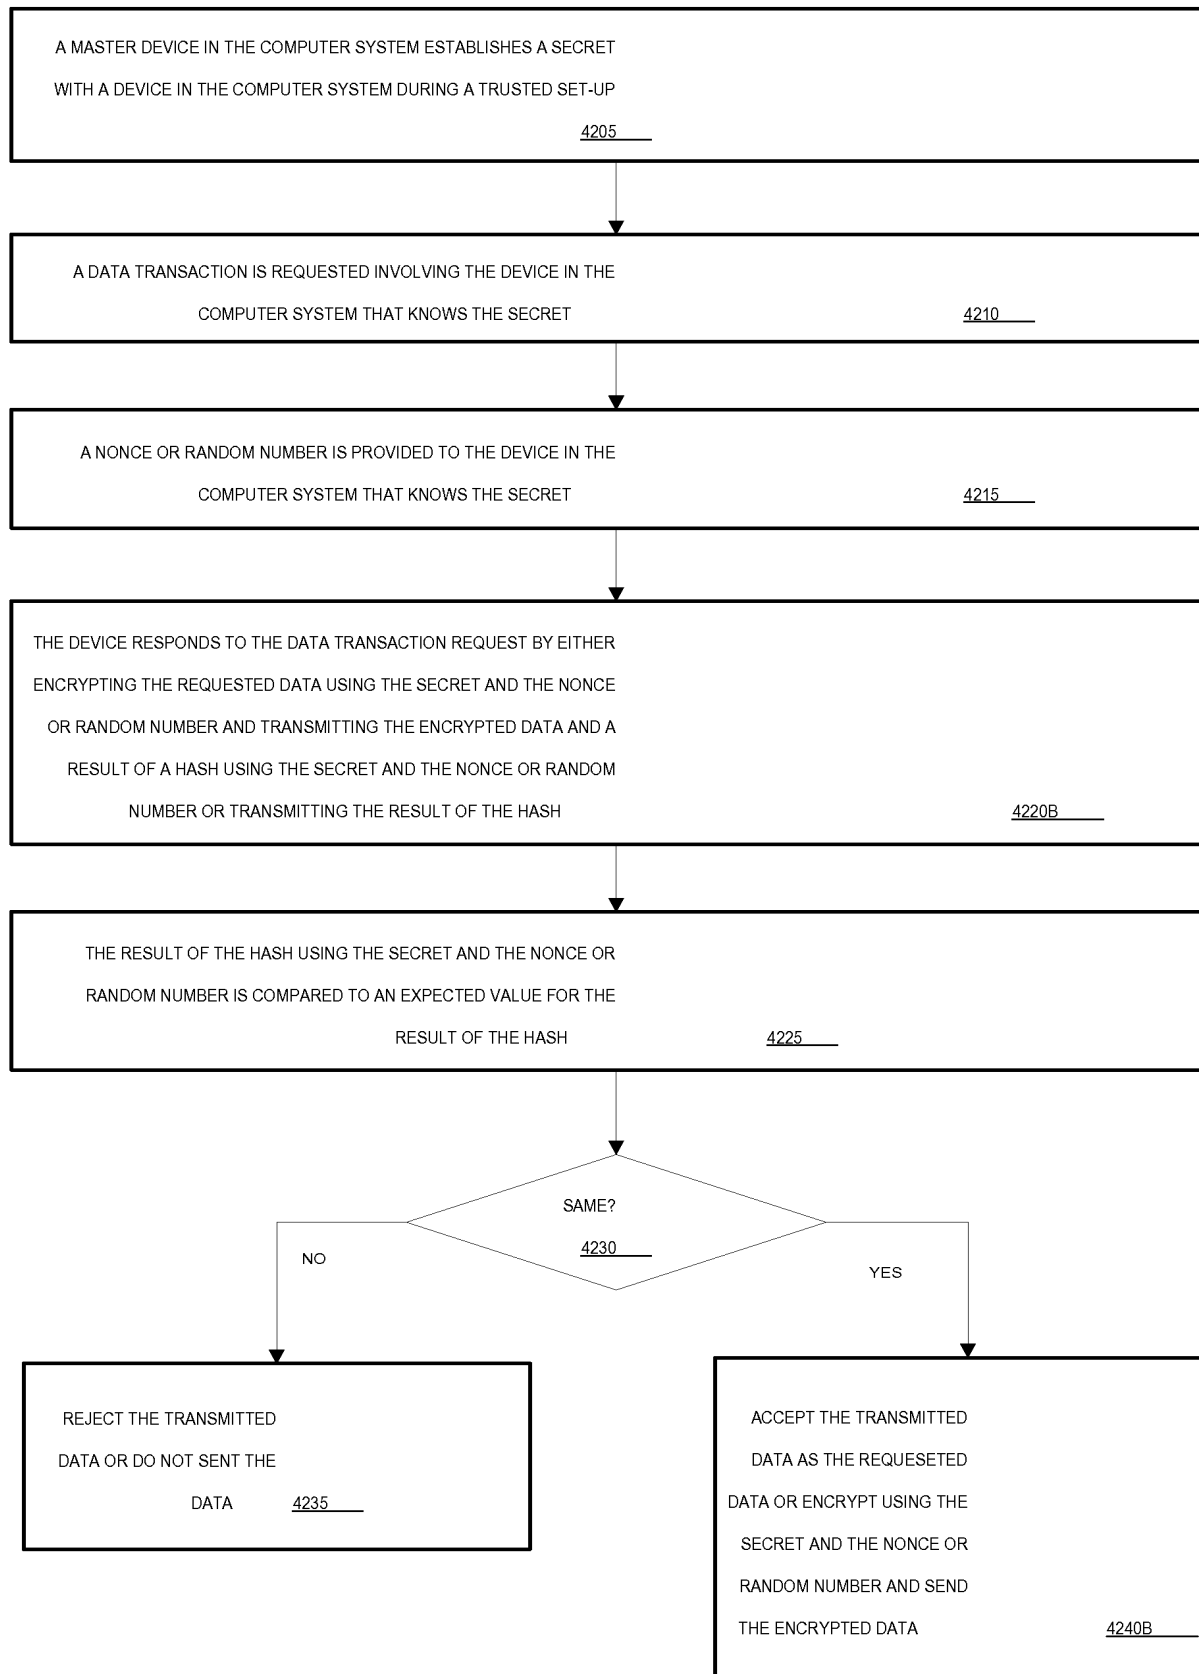 A MASTER DEVICE IN THE COMPUTER SYSTEM ESTABLISHES A SECRET
WITH A DEVICE IN THE COMPUTER SYSTEM DURING A TRUSTED SET-UP
4205
A DATA TRANSACTION IS REQUESTED INVOLVING THE DEVICE IN THE
COMPUTER SYSTEM THAT KNOWS THE SECRET 4210
A NONCE OR RANDOM NUMBER IS PROVIDED TO THE DEVICE IN THE
COMPUTER SYSTEM THAT KNOWS THE SECRET 4215
THE DEVICE RESPONDS TO THE DATA TRANSACTION REQUEST BY EITHER
ENCRYPTING THE REQUESTED DATA USING THE SECRET AND THE NONCE
OR RANDOM NUMBER AND TRANSMITTING THE ENCRYPTED DATA AND A
RESULT OF A HASH USING THE SECRET AND THE NONCE OR RANDOM
NUMBER OR TRANSMITTING THE RESULT OF THE HASH 4220B
THE RESULT OF THE HASH USING THE SECRET AND THE NONCE OR
RANDOM NUMBER IS COMPARED TO AN EXPECTED VALUE FOR THE
RESULT OF THE HASH 4225
SAME?
4230
NO
YES
REJECT THE TRANSMITTED
DATA OR DO NOT SENT THE
DATA 4235
ACCEPT THE TRANSMITTED
DATA AS THE REQUESETED
DATA OR ENCRYPT USING THE
SECRET AND THE NONCE OR
RANDOM NUMBER AND SEND
THE ENCRYPTED DATA 4240B